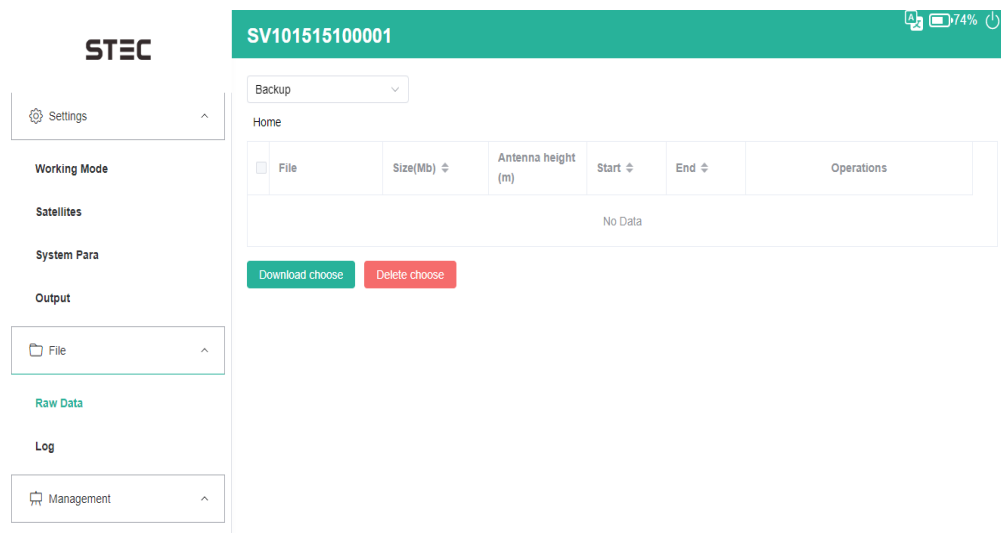 STEC
SV101515100001
74%
Settings
Working Mode
Satellites
System Para
Output
File
Raw Data
Log
Management
Backup
Home
File
Size(Mb)
Antenna height
(m)
Start
End
Operations
No Data
Download choose
Delete choose